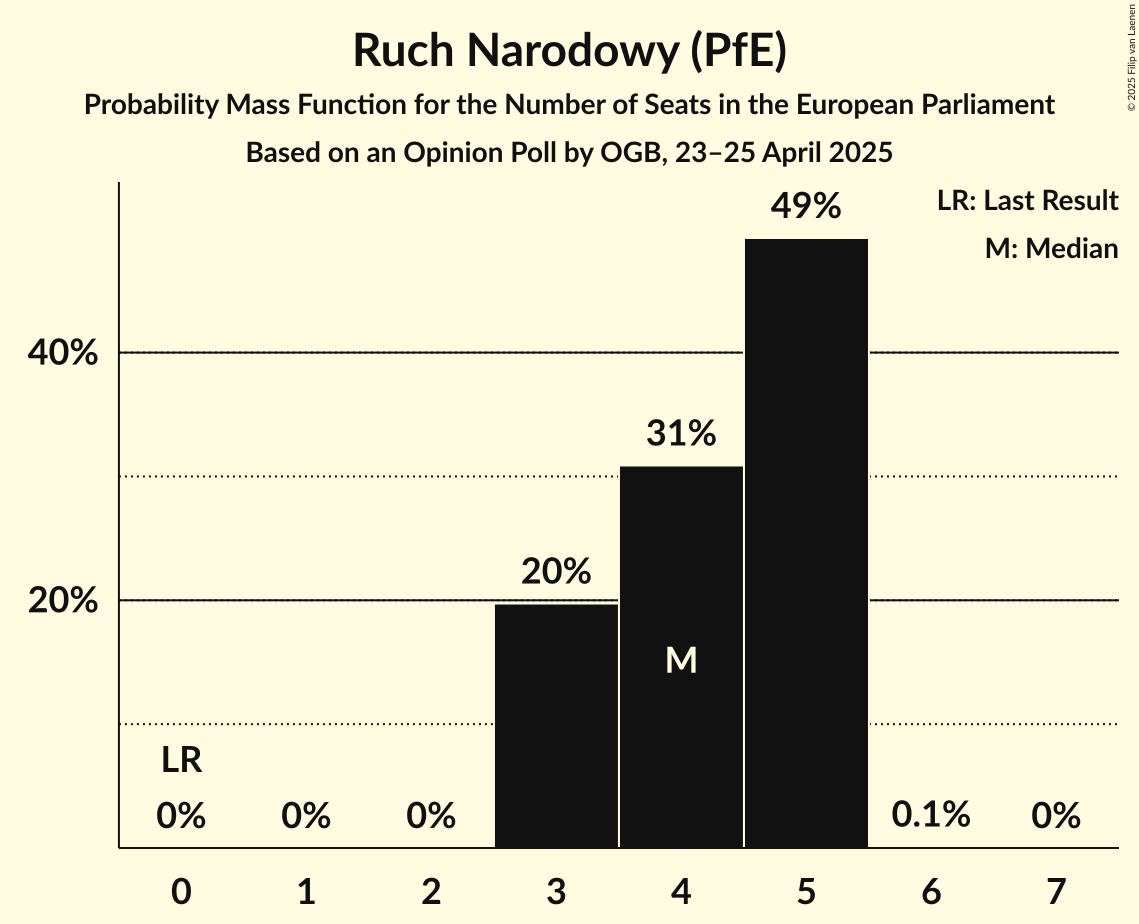 Ruch Narodowy (PfE)
Probability Mass Function for the Number of Seats in the European Parliament
Based on an Opinion Poll by OGB, 23–25 April 2025
© 2025 Filip van Laenen
LR: Last Result
M: Median
49%
40%
31%
20%
20%
M
LR
0% 0% 0% 0.1% 0%
0 1 2 3 4 5 6 7